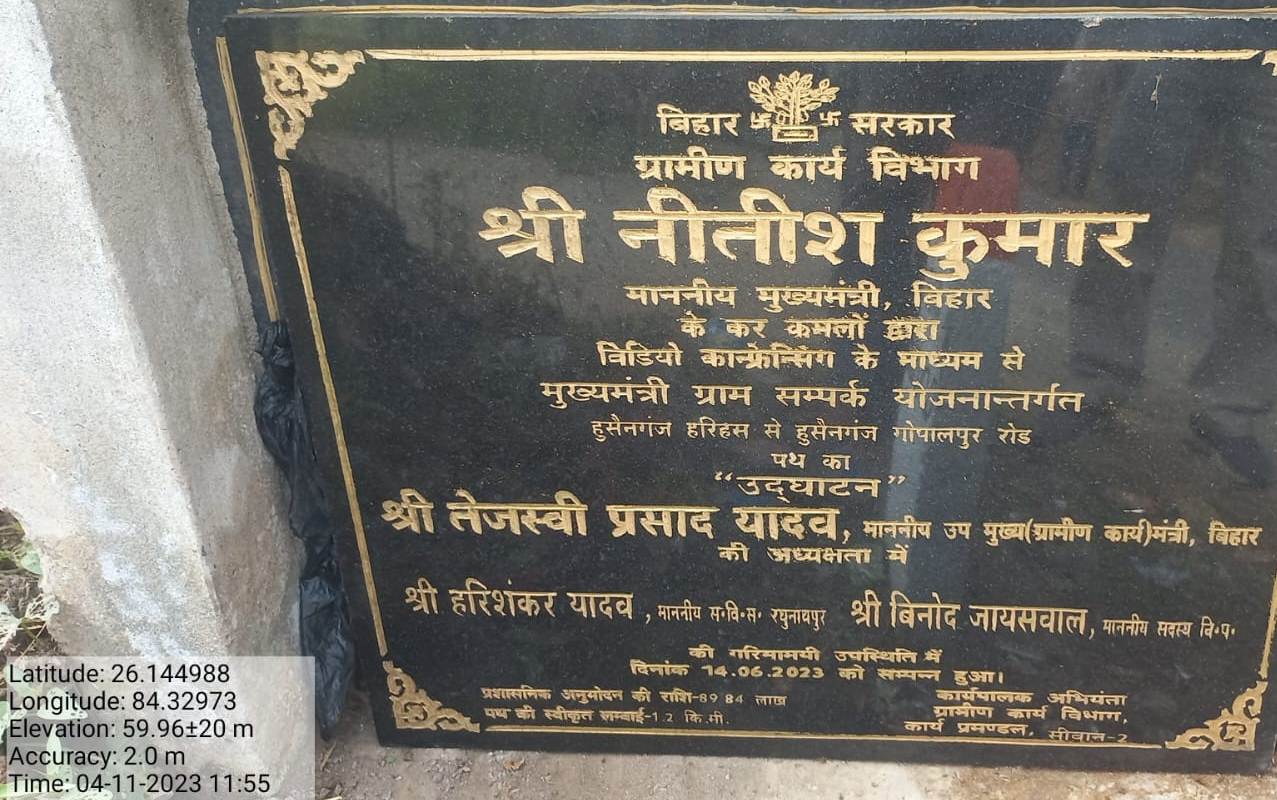 बिहार सरकार
ग्रामीण कार्य विभाग
श्री नीतीश कुमार
माननीय मुख्यमंत्री, बिहार
के कर कमलों द्वारा
विडियो कान्फ्रेन्सिंग के माध्यम से
मुख्यमंत्री ग्राम सम्पर्क योजनान्तर्गत
हुसैनगंज हरिहस से हुसैनगंज गोपालपुर रोड
पथ का
“उद्घाटन”
श्री तेजस्वी प्रसाद यादव, माननीय उप मुख्य(ग्रामीण कार्य)मंत्री, बिहार
की अध्यक्षता में
श्री हरिशंकर यादव, माननीय स॰वि॰स॰ रघुनाथपुर श्री बिनोद जायसवाल, माननीय सदस्य वि॰प॰
की गरिमामयी उपस्थिति में
दिनांक 14.06.2023 को सम्पन्न हुआ।
प्रशासनिक अनुमोदन की राशि-89 84 लाख
पथ की स्वीकृत लम्बाई-1.2 कि.मी.
कार्यपालक अभियंता
ग्रामीण कार्य विभाग,
कार्य प्रमण्डल, सीवान-2
Latitude: 26.144988
Longitude: 84.32973
Elevation: 59.96±20 m
Accuracy: 2.0 m
Time: 04-11-2023 11:55